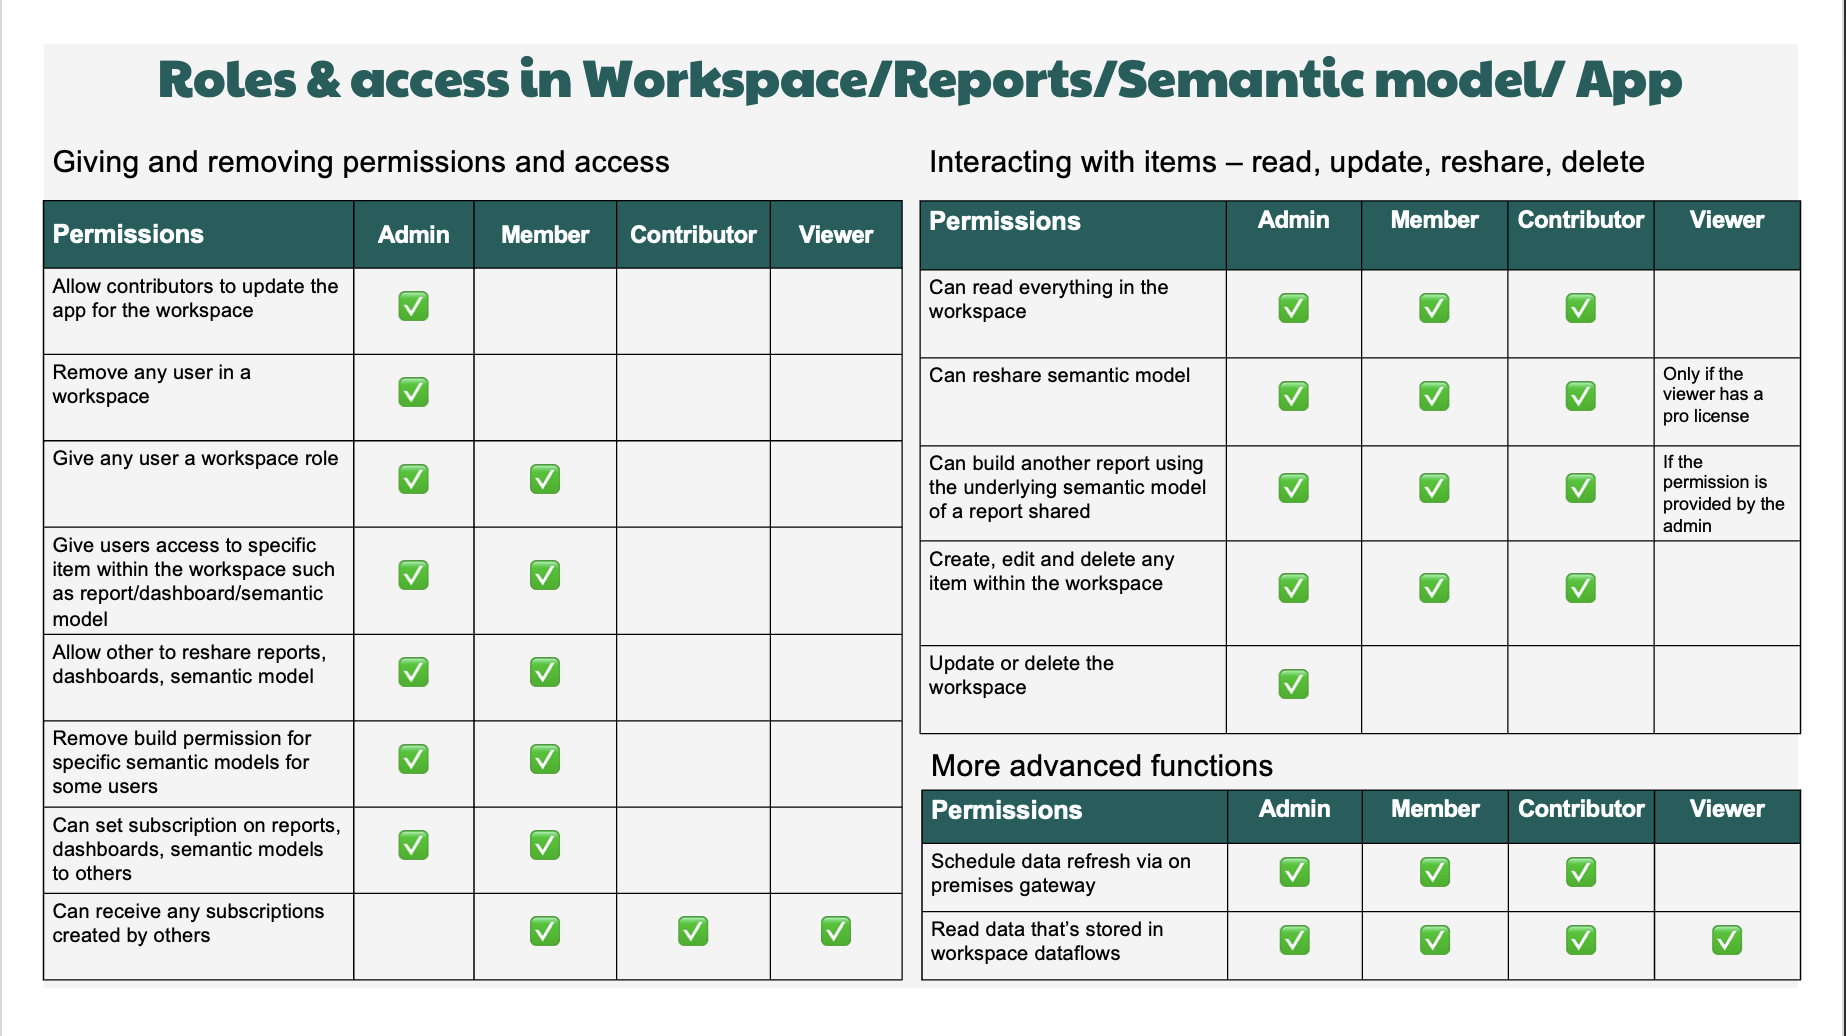 Roles & access in Workspace/Reports/Semantic model/ App
Giving and removing permissions and access
Permissions Admin Member Contributor Viewer
Allow contributors to update the
app for the workspace ✅
Remove any user in a
workspace ✅
Give any user a workspace role ✅ ✅
Give users access to specific
item within the workspace such
as report/dashboard/semantic
model ✅ ✅
Allow other to reshare reports,
dashboards, semantic model ✅ ✅
Remove build permission for
specific semantic models for
some users ✅ ✅
Can set subscription on reports,
dashboards, semantic models
to others ✅ ✅
Can receive any subscriptions
created by others ✅ ✅ ✅
Interacting with items – read, update, reshare, delete
Permissions Admin Member Contributor Viewer
Can read everything in the
workspace ✅ ✅ ✅
Can reshare semantic model ✅ ✅ ✅
Only if the
viewer has a
pro license
Can build another report using
the underlying semantic model
of a report shared ✅ ✅ ✅
If the
permission is
provided by the
admin
Create, edit and delete any
item within the workspace ✅ ✅ ✅
Update or delete the
workspace ✅
More advanced functions
Permissions Admin Member Contributor Viewer
Schedule data refresh via on
premises gateway ✅ ✅ ✅
Read data that’s stored in
workspace dataflows ✅ ✅ ✅ ✅